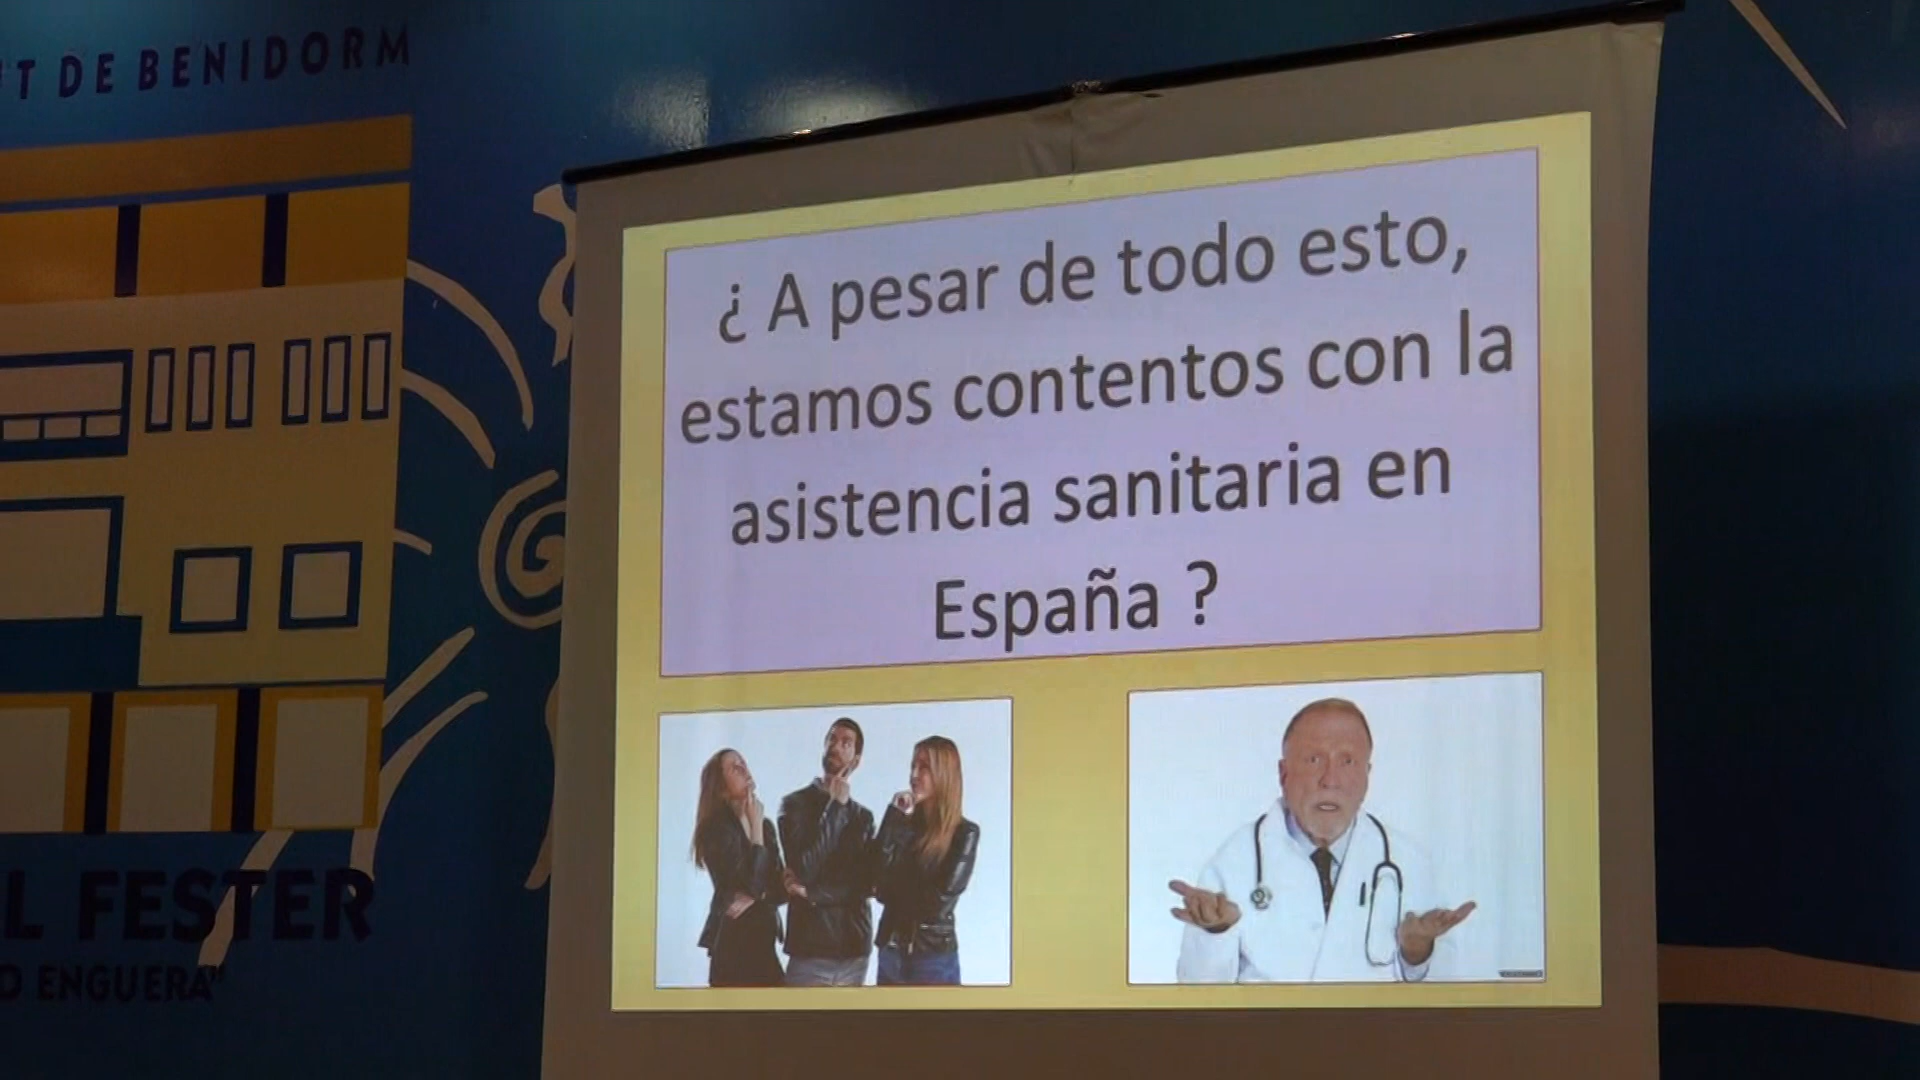 T DE BENIDORM
¿ A pesar de todo esto,
estamos contentos con la
asistencia sanitaria en
España ?
L FESTER
ENGUERA"